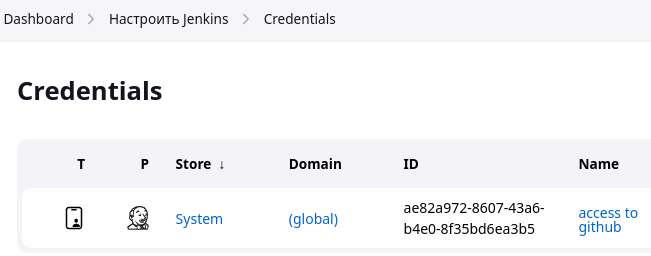 Dashboard > Настроить Jenkins > Credentials
Credentials
T P Store ↓ Domain ID Name
System (global) ae82a972-8607-43a6- access to
b4e0-8f35bd6ea3b5 github